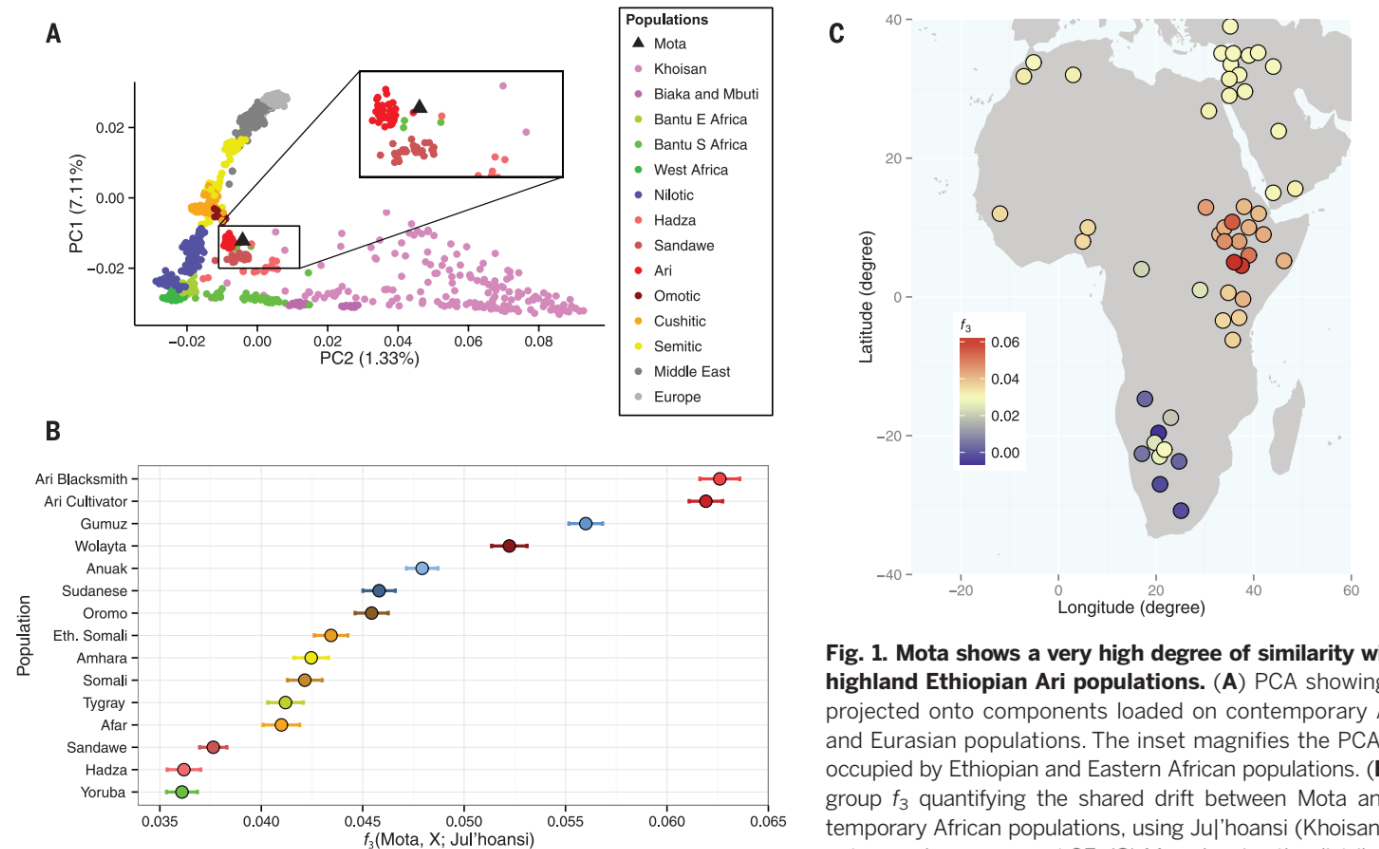 A
PC1 (7.11%)
0.02
0.00
−0.02
−0.02
0.00
0.02
0.04
0.06
0.08
PC2 (1.33%)
Populations
Mota
Khoisan
Biaka and Mbuti
Bantu E Africa
Bantu S Africa
West Africa
Nilotic
Hadza
Sandawe
Ari
Omotic
Cushitic
Semitic
Middle East
Europe
B
Population
Ari Blacksmith
Ari Cultivator
Gumuz
Wolayta
Anuak
Sudanese
Oromo
Eth. Somali
Amhara
Somali
Tygray
Afar
Sandawe
Hadza
Yoruba
0.035
0.040
0.045
0.050
0.055
0.060
0.065
f3(Mota, X; Jul’hoansi)
C
Latitude (degree)
40
20
0
−20
−40
f3
0.06
0.04
0.02
0.00
−20
0
20
40
60
Longitude (degree)
Fig. 1. Mota shows a very high degree of similarity wi
highland Ethiopian Ari populations. (A) PCA showing
projected onto components loaded on contemporary A
and Eurasian populations. The inset magnifies the PCA
occupied by Ethiopian and Eastern African populations. (
group f3 quantifying the shared drift between Mota an
temporary African populations, using Ju|’hoansi (Khoisan